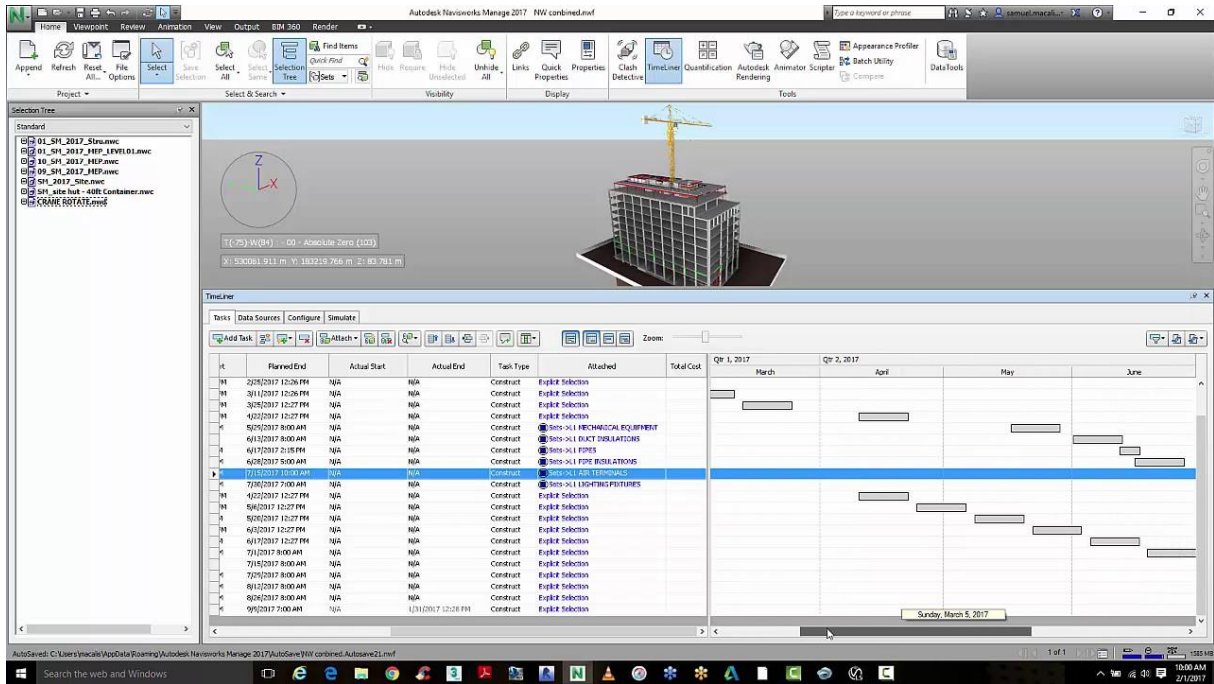 Autodesk Navisworks Manage 2017 NW conbined.nwf
Type a keyword or phrase
samuel.macali...
Home Viewpoint Review Animation View Output BIM 360 Render
Append
Refresh
Reset All...
File Options
Select
Save Selection
Select All
Select Same
Selection Tree
Find Items
Quick Find
Sets
Hide
Require
Hide Unselected
Unhide All
Links
Quick Properties
Properties
Clash Detective
TimeLiner
Quantification
Autodesk Rendering
Animator
Scripter
Appearance Profiler
Batch Utility
Compare
DataTools
Project
Select & Search
Visibility
Display
Tools
Selection Tree
Standard
01_SM_2017_Stru.nwc
01_SM_2017_MEP_LEVEL01.nwc
10_SM_2017_MEP.nwc
09_SM_2017_MEP.nwc
SM_2017_Site.nwc
SM_site hut - 40ft Container.nwc
CRANE ROTATE.nwd
Z
X
T(-75)-W(84) : - 00 - Absolute Zero (103)
X: 530061.911 m Y: 183219.766 m Z: 83.781 m
TimeLiner
Tasks Data Sources Configure Simulate
Add Task
Attach
Zoom:
Planned End Actual Start Actual End Task Type Attached Total Cost
Qtr 1, 2017 Qtr 2, 2017
March April May June
2/25/2017 12:26 PM N/A N/A Construct Explicit Selection
3/11/2017 12:26 PM N/A N/A Construct Explicit Selection
3/25/2017 12:27 PM N/A N/A Construct Explicit Selection
4/22/2017 12:27 PM N/A N/A Construct Explicit Selection
5/29/2017 8:00 AM N/A N/A Construct Sets->L1 MECHANICAL EQUIPMENT
6/13/2017 8:00 AM N/A N/A Construct Sets->L1 DUCT INSULATIONS
6/17/2017 2:15 PM N/A N/A Construct Sets->L1 PIPES
6/28/2017 5:00 AM N/A N/A Construct Sets->L1 PIPE INSULATIONS
7/15/2017 10:00 AM N/A N/A Construct Sets->L1 AIR TERMINALS
7/30/2017 7:00 AM N/A N/A Construct Sets->L1 LIGHTING FIXTURES
4/22/2017 12:27 PM N/A N/A Construct Explicit Selection
5/6/2017 12:27 PM N/A N/A Construct Explicit Selection
5/20/2017 12:27 PM N/A N/A Construct Explicit Selection
6/3/2017 12:27 PM N/A N/A Construct Explicit Selection
6/17/2017 12:27 PM N/A N/A Construct Explicit Selection
7/1/2017 8:00 AM N/A N/A Construct Explicit Selection
7/15/2017 8:00 AM N/A N/A Construct Explicit Selection
7/29/2017 8:00 AM N/A N/A Construct Explicit Selection
8/12/2017 8:00 AM N/A N/A Construct Explicit Selection
8/26/2017 8:00 AM N/A N/A Construct Explicit Selection
9/9/2017 7:00 AM N/A 1/31/2017 12:28 PM Construct Explicit Selection
Sunday, March 5, 2017
AutoSaved: C:\Users\macalis\AppData\Roaming\Autodesk Navisworks Manage 2017\AutoSave\NW conbined.Autosave21.nwf
1 of 1
1585 MB
Search the web and Windows
10:00 AM
2/1/2017